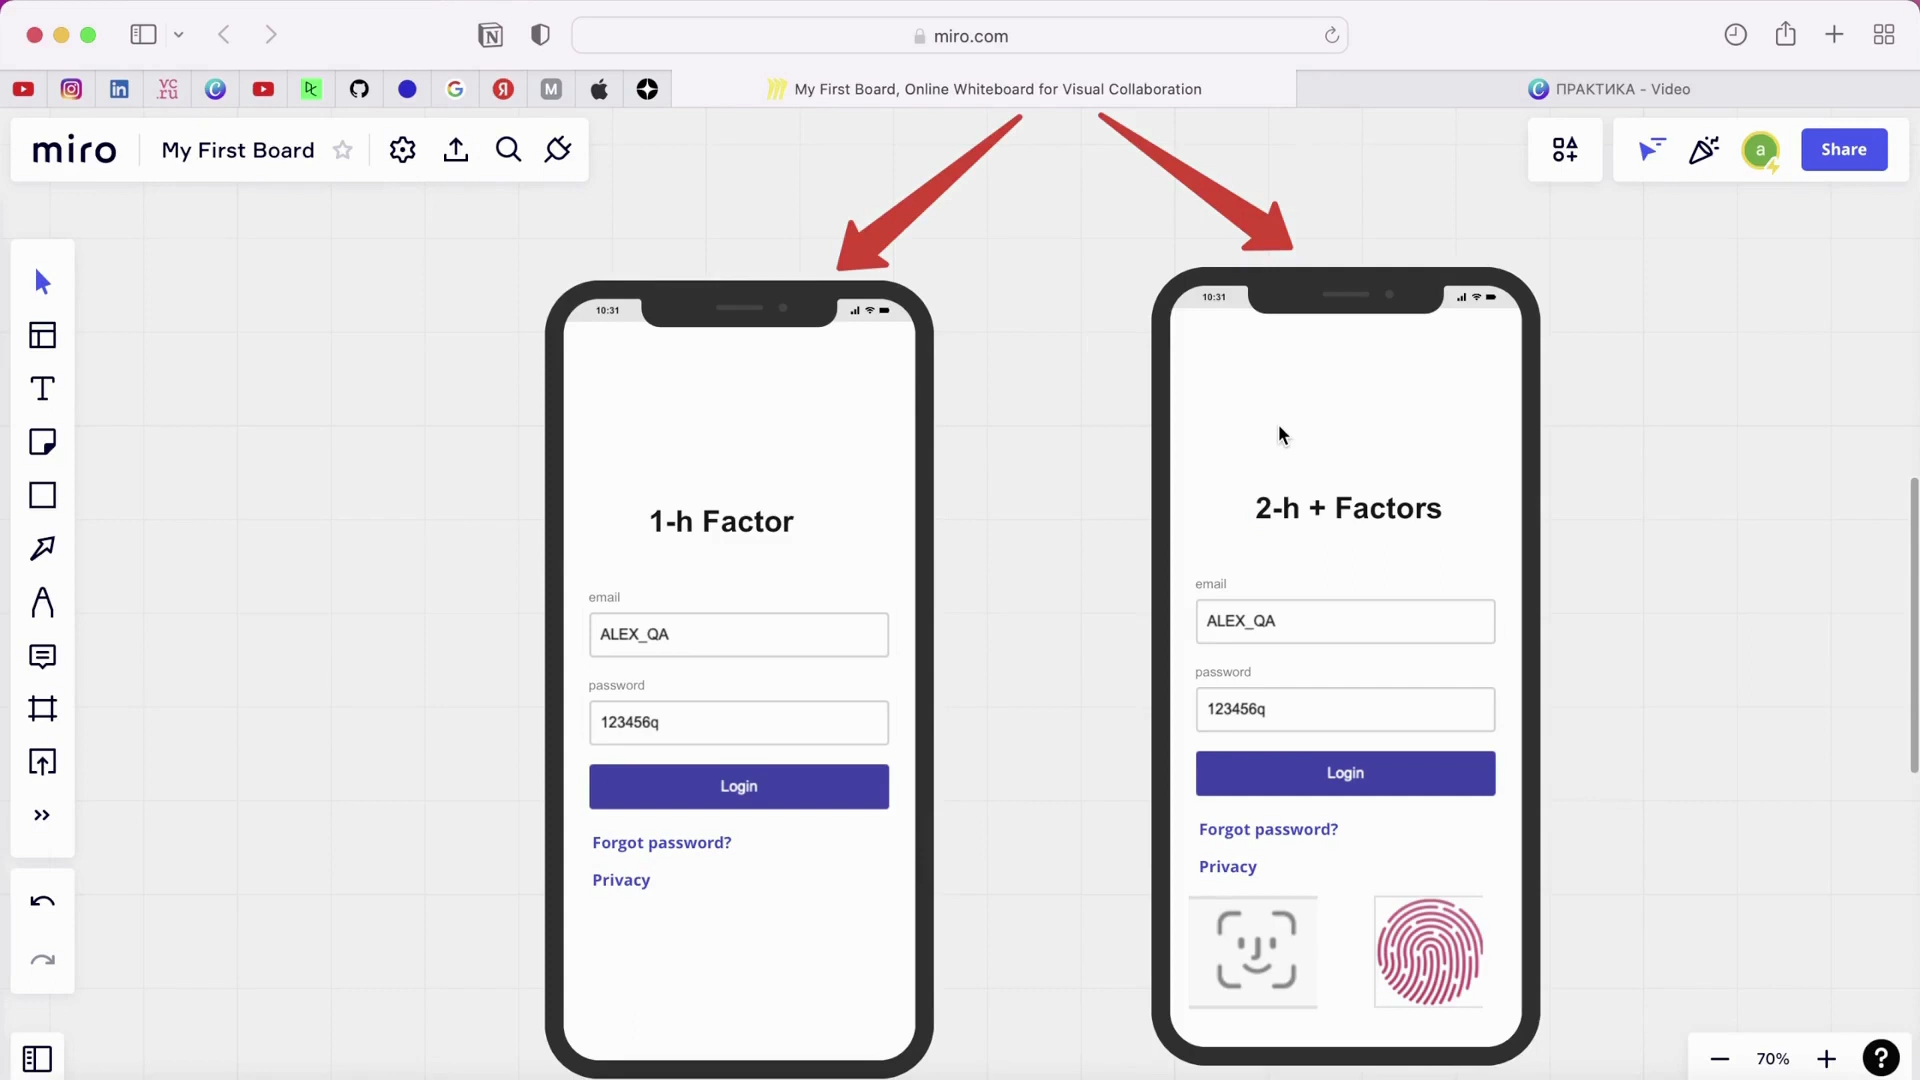 miro.com
vc.ru
My First Board, Online Whiteboard for Visual Collaboration
ПРАКТИКА - Video
miro
My First Board
a
Share
10:31
1-h Factor
email
ALEX_QA
password
123456q
Login
Forgot password?
Privacy
10:31
2-h + Factors
email
ALEX_QA
password
123456q
Login
Forgot password?
Privacy
70%